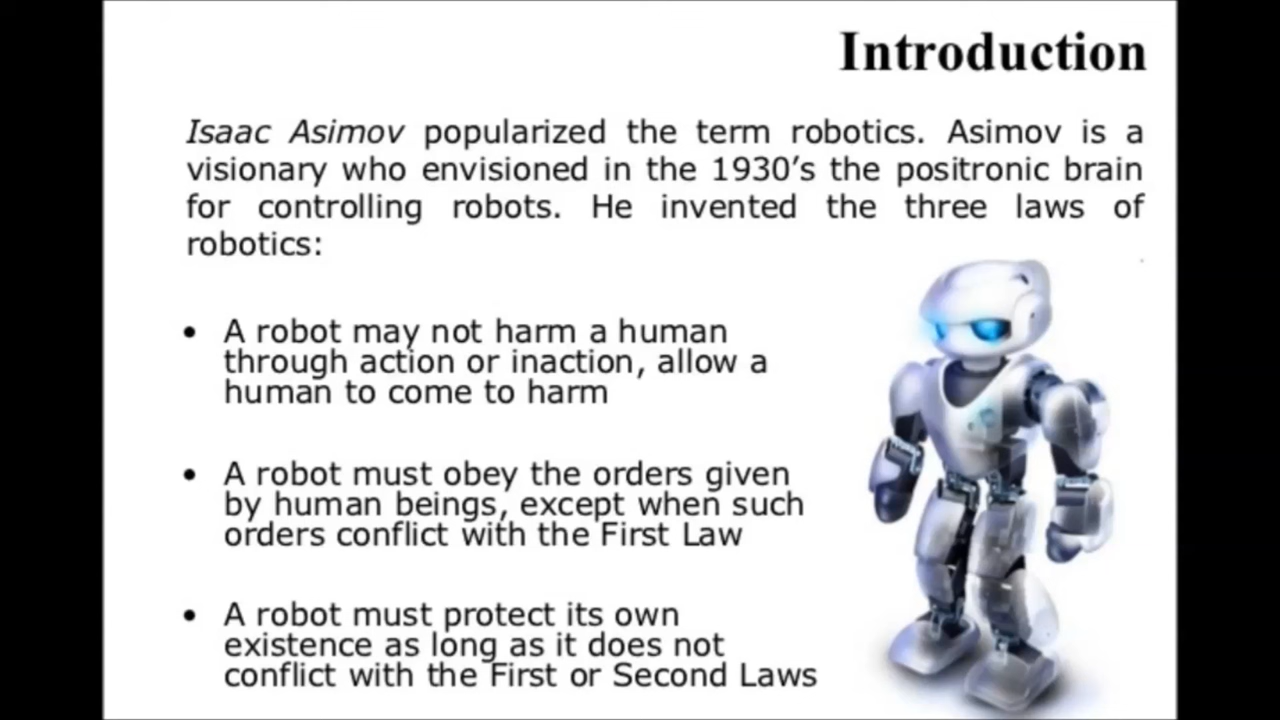 Introduction
Isaac Asimov popularized the term robotics. Asimov is a
visionary who envisioned in the 1930’s the positronic brain
for controlling robots. He invented the three laws of
robotics:
• A robot may not harm a human
through action or inaction, allow a
human to come to harm
• A robot must obey the orders given
by human beings, except when such
orders conflict with the First Law
• A robot must protect its own
existence as long as it does not
conflict with the First or Second Laws